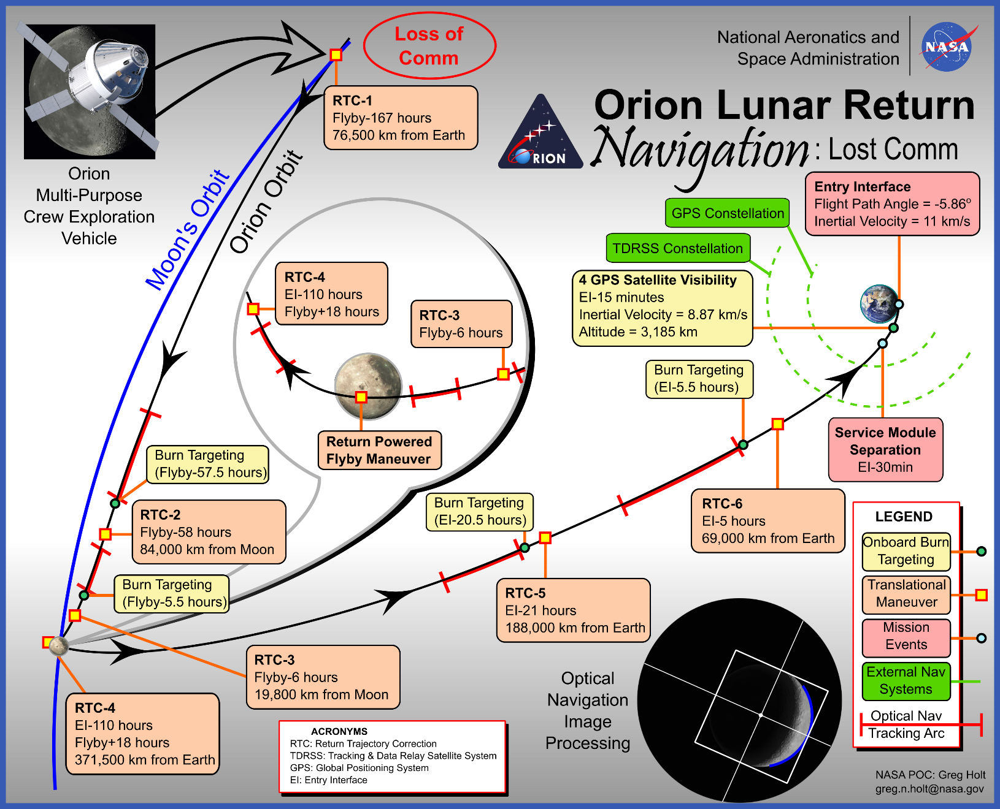 Loss of
Comm
National Aeronatics and
Space Administration
NASA
Orion Lunar Return
Navigation: Lost Comm
ORION
Orion
Multi-Purpose
Crew Exploration
Vehicle
RTC-1
Flyby-167 hours
76,500 km from Earth
Moon's Orbit
Orion Orbit
Entry Interface
Flight Path Angle = -5.86º
Inertial Velocity = 11 km/s
GPS Constellation
TDRSS Constellation
4 GPS Satellite Visibility
EI-15 minutes
Inertial Velocity = 8.87 km/s
Altitude = 3,185 km
RTC-4
EI-110 hours
Flyby+18 hours
RTC-3
Flyby-6 hours
Return Powered
Flyby Maneuver
Burn Targeting
(EI-5.5 hours)
Service Module
Separation
EI-30min
Burn Targeting
(Flyby-57.5 hours)
RTC-2
Flyby-58 hours
84,000 km from Moon
Burn Targeting
(Flyby-5.5 hours)
Burn Targeting
(EI-20.5 hours)
RTC-6
EI-5 hours
69,000 km from Earth
RTC-5
EI-21 hours
188,000 km from Earth
RTC-3
Flyby-6 hours
19,800 km from Moon
RTC-4
EI-110 hours
Flyby+18 hours
371,500 km from Earth
ACRONYMS
RTC: Return Trajectory Correction
TDRSS: Tracking & Data Relay Satellite System
GPS: Global Positioning System
EI: Entry Interface
Optical
Navigation
Image
Processing
LEGEND
Onboard Burn
Targeting
Translational
Maneuver
Mission
Events
External Nav
Systems
Optical Nav
Tracking Arc
NASA POC: Greg Holt
greg.n.holt@nasa.gov